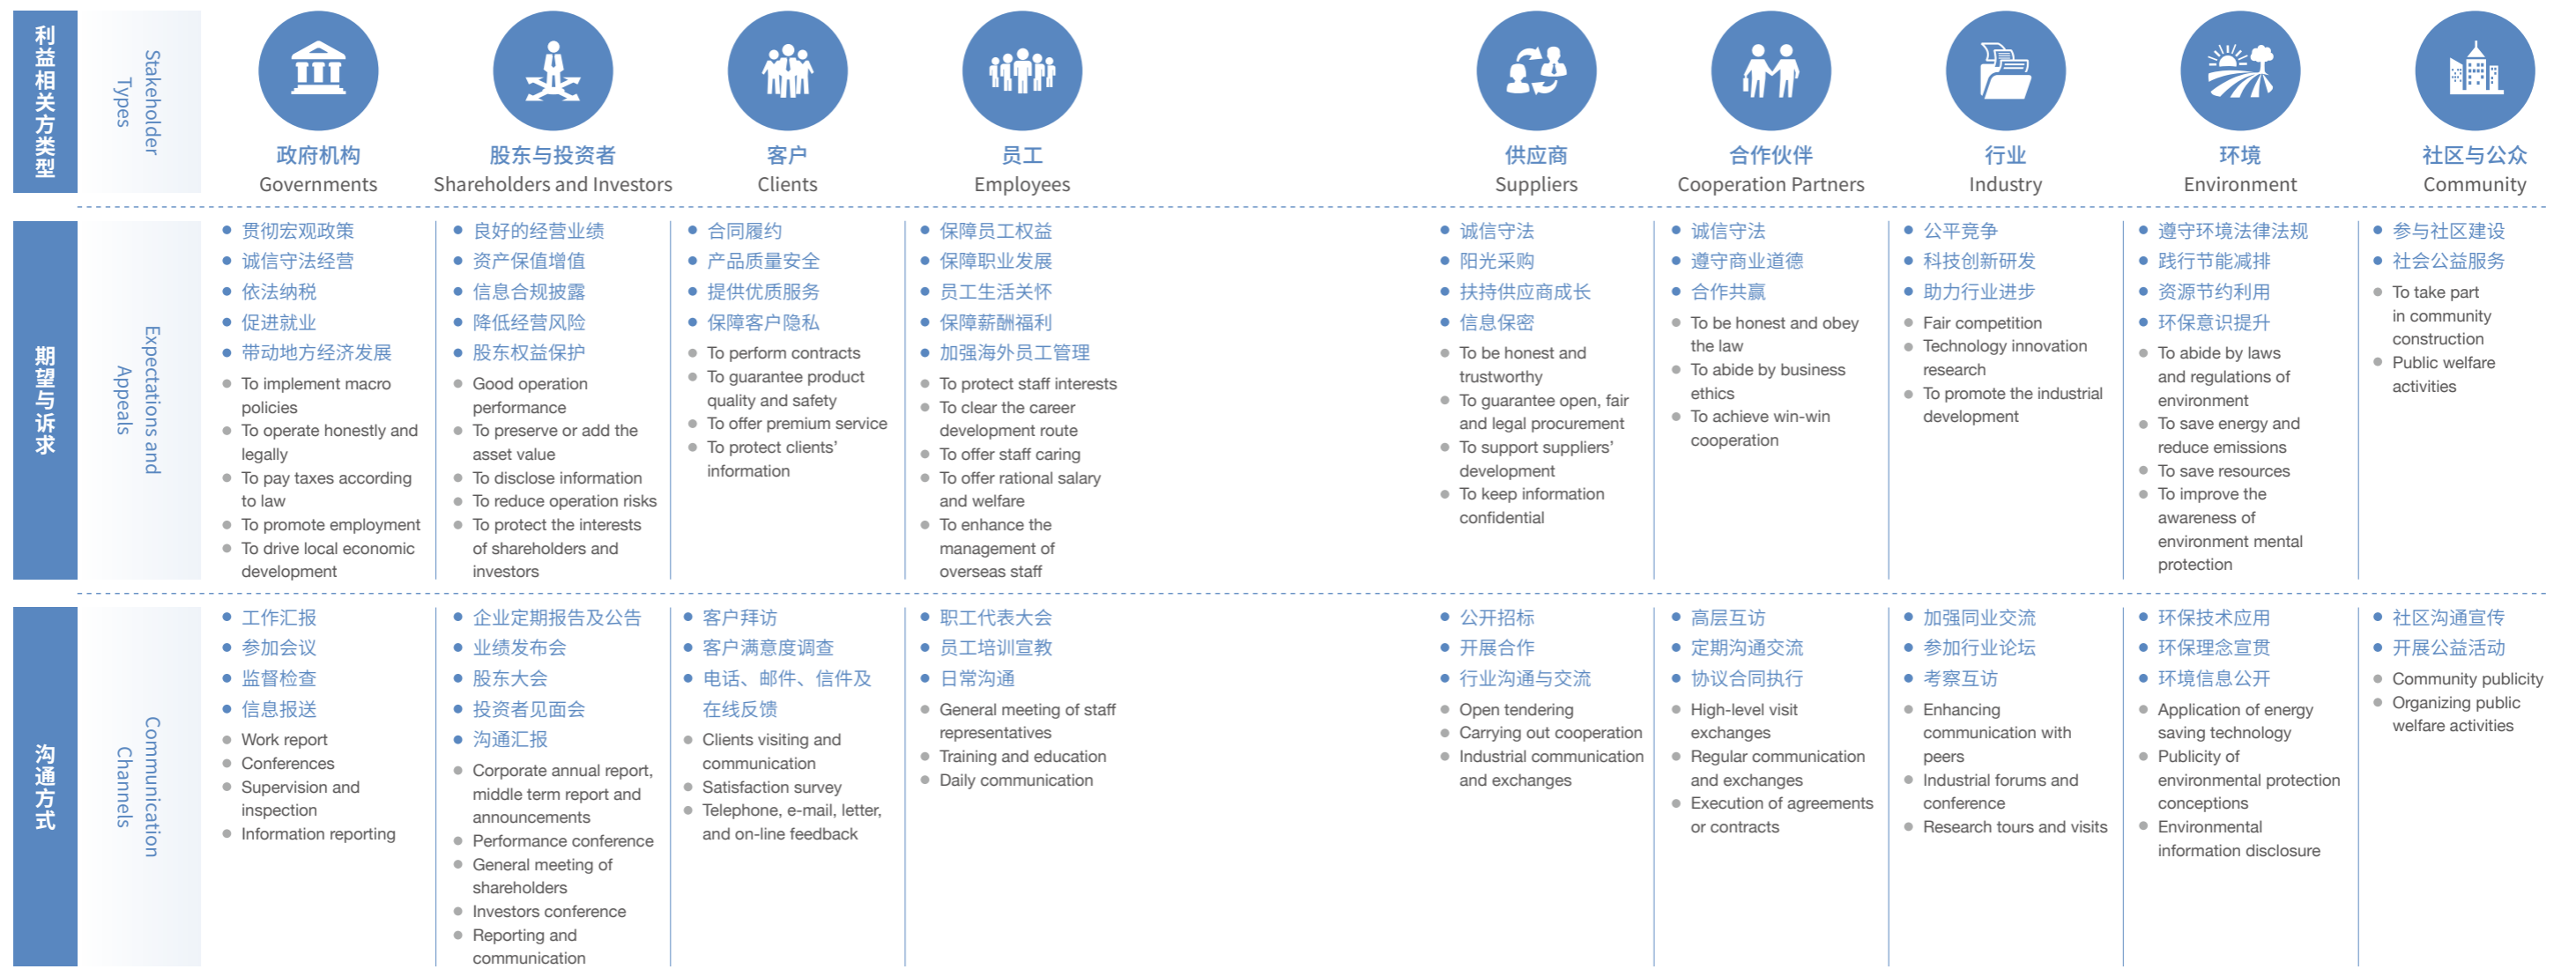 利益相关方类型
Stakeholder
Types
政府机构
Governments
股东与投资者
Shareholders and Investors
客户
Clients
员工
Employees
供应商
Suppliers
合作伙伴
Cooperation Partners
行业
Industry
环境
Environment
社区与公众
Community
期望与诉求
Expectations and
Appeals
贯彻宏观政策
诚信守法经营
依法纳税
促进就业
带动地方经济发展
To implement macro
policies
To operate honestly and
legally
To pay taxes according
to law
To promote employment
To drive local economic
development
良好的经营业绩
资产保值增值
信息合规披露
降低经营风险
股东权益保护
Good operation
performance
To preserve or add the
asset value
To disclose information
To reduce operation risks
To protect the interests
of shareholders and
investors
合同履约
产品质量安全
提供优质服务
保障客户隐私
To perform contracts
To guarantee product
quality and safety
To offer premium service
To protect clients’
information
保障员工权益
保障职业发展
员工生活关怀
保障薪酬福利
加强海外员工管理
To protect staff interests
To clear the career
development route
To offer staff caring
To offer rational salary
and welfare
To enhance the
management of
overseas staff
诚信守法
阳光采购
扶持供应商成长
信息保密
To be honest and
trustworthy
To guarantee open, fair
and legal procurement
To support suppliers’
development
To keep information
confidential
诚信守法
遵守商业道德
合作共赢
To be honest and obey
the law
To abide by business
ethics
To achieve win-win
cooperation
公平竞争
科技创新研发
助力行业进步
Fair competition
Technology innovation
research
To promote the industrial
development
遵守环境法律法规
践行节能减排
资源节约利用
环保意识提升
To abide by laws
and regulations of
environment
To save energy and
reduce emissions
To save resources
To improve the
awareness of
environment mental
protection
参与社区建设
社会公益服务
To take part
in community
construction
Public welfare
activities
沟通方式
Communication
Channels
工作汇报
参加会议
监督检查
信息报送
Work report
Conferences
Supervision and
inspection
Information reporting
企业定期报告及公告
业绩发布会
股东大会
投资者见面会
沟通汇报
Corporate annual report,
middle term report and
announcements
Performance conference
General meeting of
shareholders
Investors conference
Reporting and
communication
客户拜访
客户满意度调查
电话、邮件、信件及
在线反馈
Clients visiting and
communication
Satisfaction survey
Telephone, e-mail, letter,
and on-line feedback
职工代表大会
员工培训宣教
日常沟通
General meeting of staff
representatives
Training and education
Daily communication
公开招标
开展合作
行业沟通与交流
Open tendering
Carrying out cooperation
Industrial communication
and exchanges
高层互访
定期沟通交流
协议合同执行
High-level visit
exchanges
Regular communication
and exchanges
Execution of agreements
or contracts
加强同业交流
参加行业论坛
考察互访
Enhancing
communication with
peers
Industrial forums and
conference
Research tours and visits
环保技术应用
环保理念宣贯
环境信息公开
Application of energy
saving technology
Publicity of
environmental protection
conceptions
Environmental
information disclosure
社区沟通宣传
开展公益活动
Community publicity
Organizing public
welfare activities